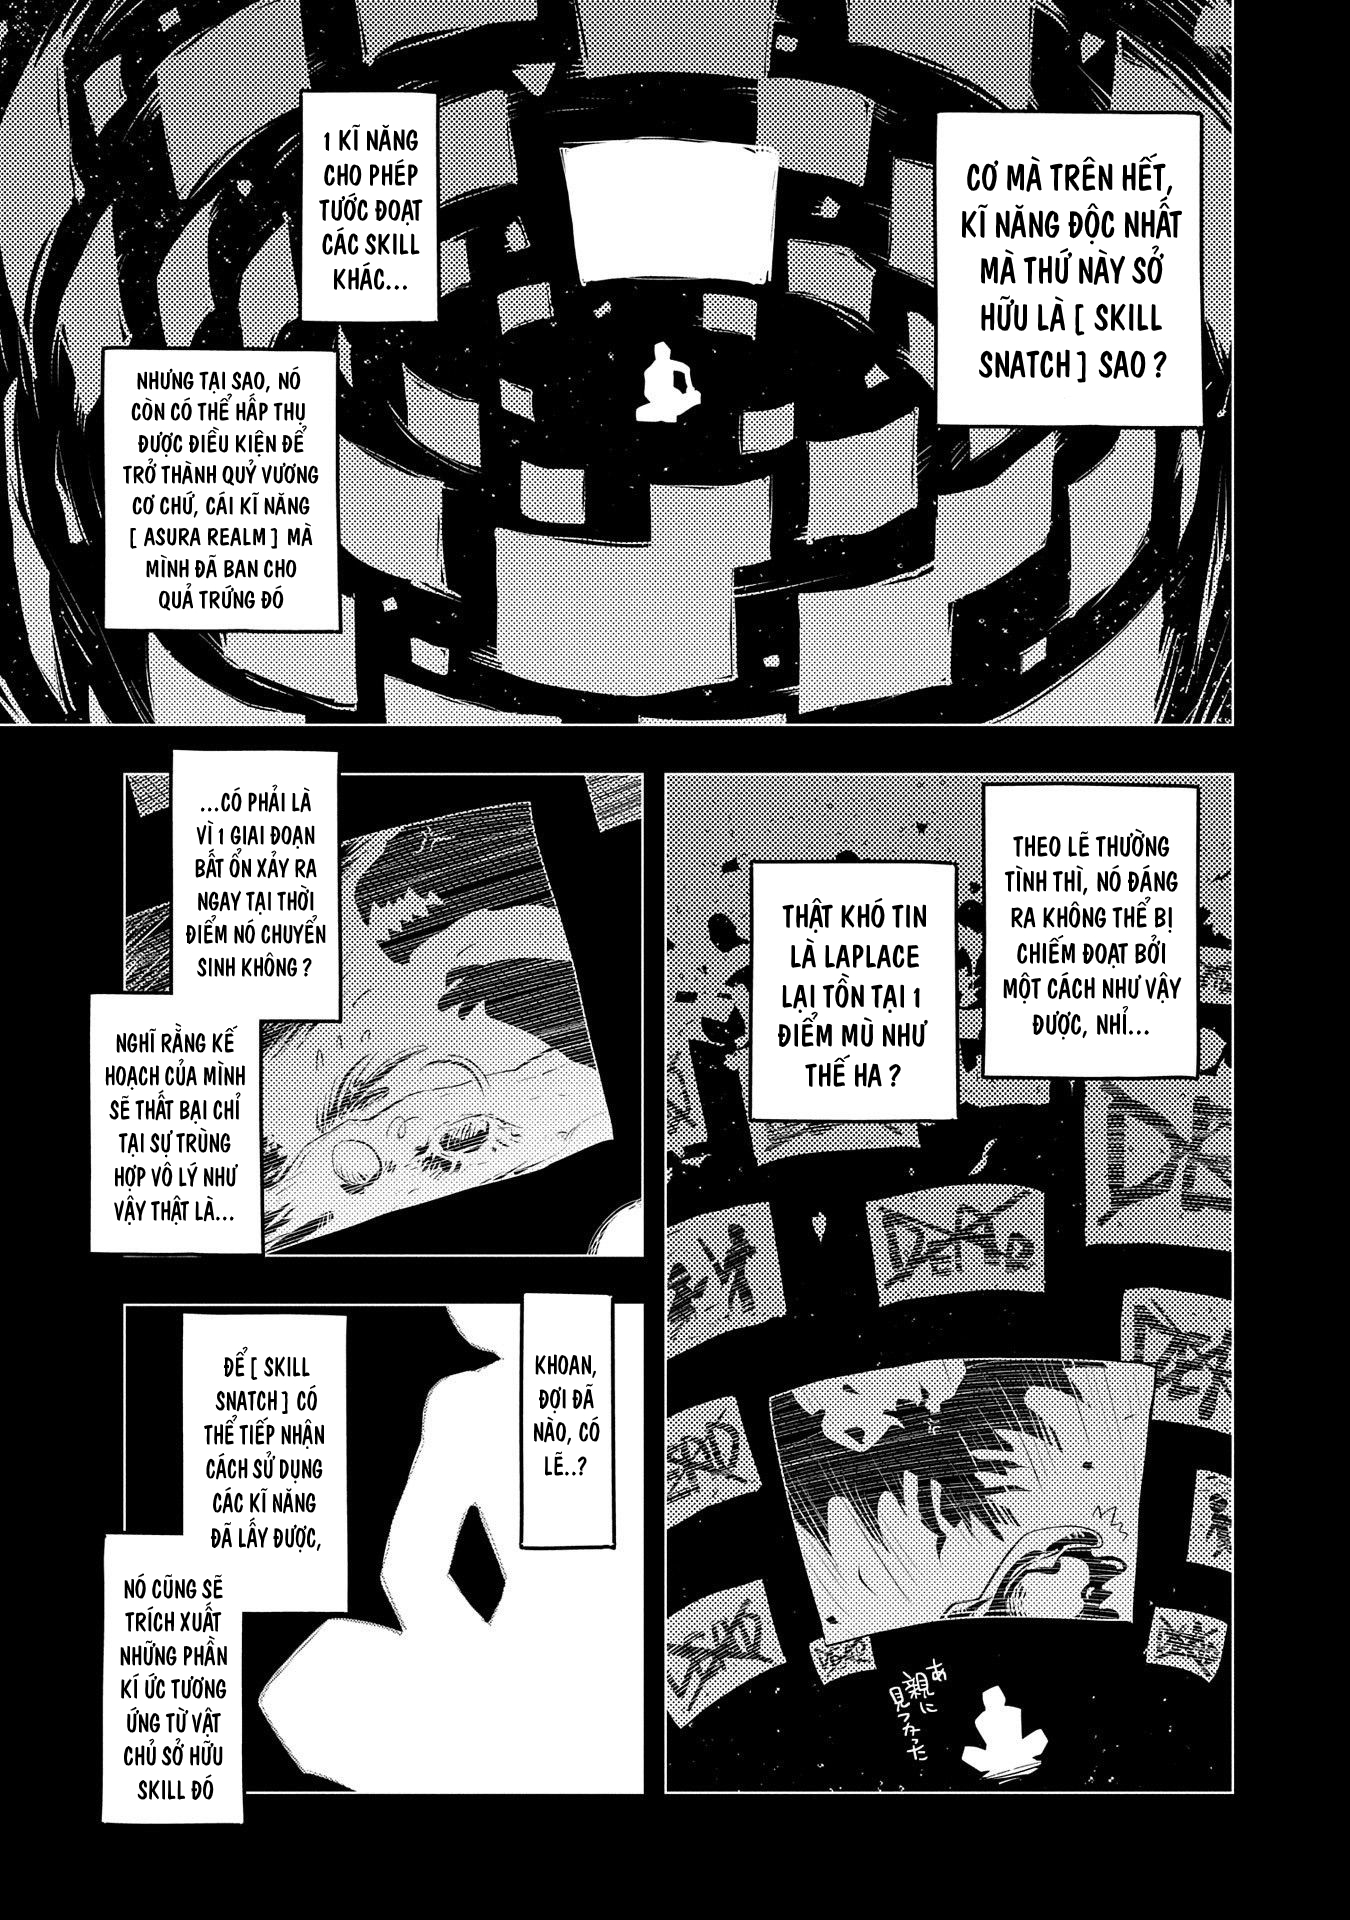 CƠ MÀ TRÊN HẾT,
KĨ NĂNG ĐỘC NHẤT
MÀ THỨ NÀY SỞ
HỮU LÀ [ SKILL
SNATCH ] SAO ?
1 KĨ NĂNG
CHO PHÉP
TƯỚC ĐOẠT
CÁC SKILL
KHÁC...
NHƯNG TẠI SAO, NÓ
CÒN CÓ THỂ HẤP THỤ
ĐƯỢC ĐIỀU KIỆN ĐỂ
TRỞ THÀNH QUỶ VƯƠNG
CƠ CHỨ, CÁI KĨ NĂNG
[ ASURA REALM ] MÀ
MÌNH ĐÃ BAN CHO
QUẢ TRỨNG ĐÓ
THEO LẼ THƯỜNG
TÌNH THÌ, NÓ ĐÁNG
RA KHÔNG THỂ BỊ
CHIẾM ĐOẠT BỞI
MỘT CÁCH NHƯ VẬY
ĐƯỢC, NHỈ...
THẬT KHÓ TIN
LÀ LAPLACE
LẠI TỒN TẠI 1
ĐIỂM MÙ NHƯ
THẾ HA ?
DEAD
あ
親に
見つかった
...CÓ PHẢI LÀ
VÌ 1 GIAI ĐOẠN
BẤT ỔN XẢY RA
NGAY TẠI THỜI
ĐIỂM NÓ CHUYỂN
SINH KHÔNG ?
NGHĨ RẰNG KẾ
HOẠCH CỦA MÌNH
SẼ THẤT BẠI CHỈ
TẠI SỰ TRÙNG
HỢP VÔ LÝ NHƯ
VẬY THẬT LÀ...
KHOAN,
ĐỢI ĐÃ
NÀO, CÓ
LẼ..?
ĐỂ [ SKILL
SNATCH ] CÓ
THỂ TIẾP NHẬN
CÁCH SỬ DỤNG
CÁC KĨ NĂNG
ĐÃ LẤY ĐƯỢC,
NÓ CŨNG SẼ
TRÍCH XUẤT
NHỮNG PHẦN
KÍ ỨC TƯƠNG
ỨNG TỪ VẬT
CHỦ SỞ HỮU
SKILL ĐÓ